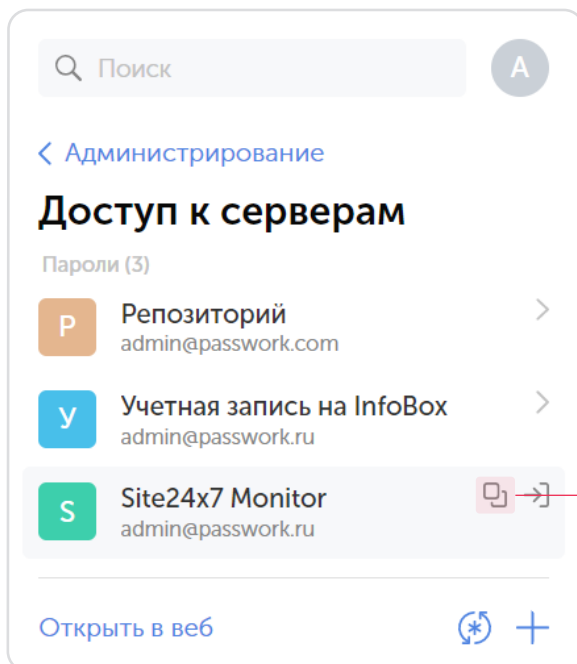 Поиск
A
Администрирование
Доступ к серверам
Пароли (3)
Р
Репозиторий
admin@passwork.com
У
Учетная запись на InfoBox
admin@passwork.ru
S
Site24x7 Monitor
admin@passwork.ru
Открыть в веб